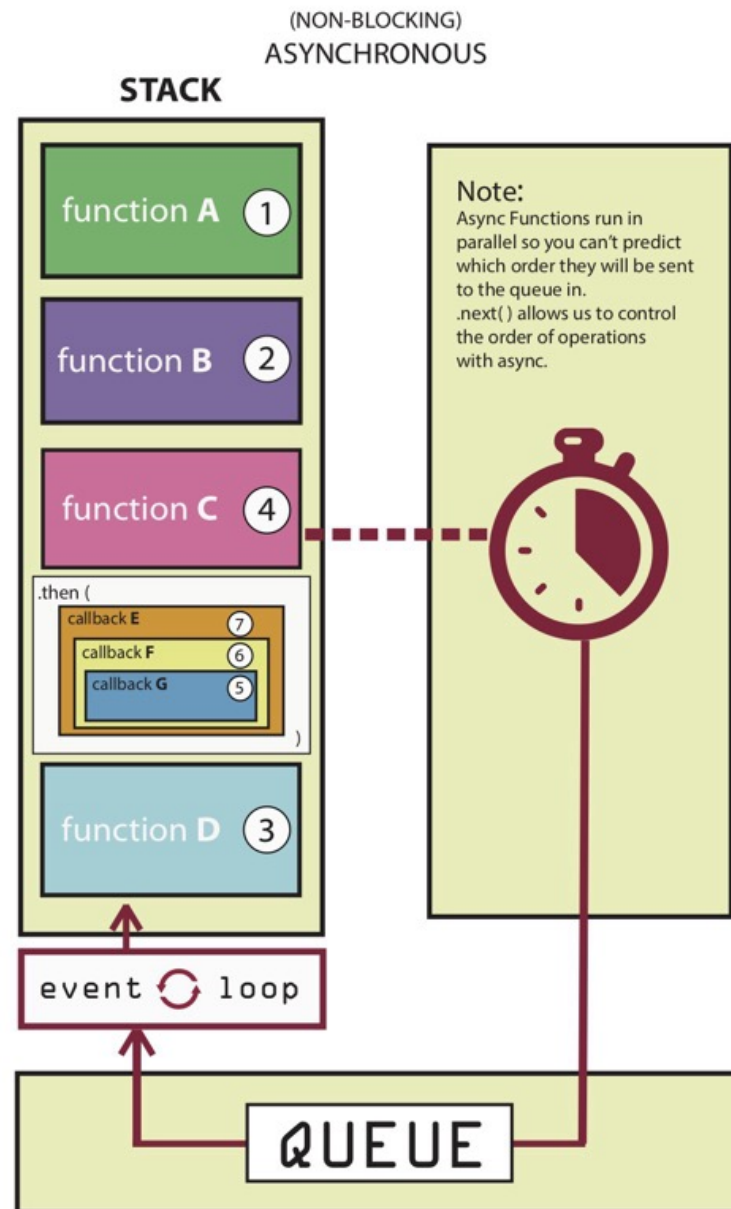 (NON-BLOCKING)
ASYNCHRONOUS
STACK
function A 1
function B 2
function C 4
.then (
callback E 7
callback F 6
callback G 5
)
function D 3
event loop
Note:
Async Functions run in
parallel so you can't predict
which order they will be sent
to the queue in.
.next( ) allows us to control
the order of operations
with async.
QUEUE